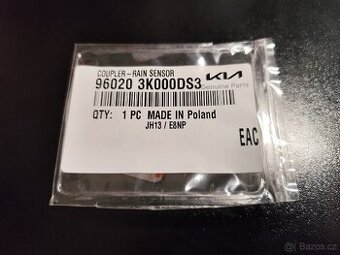 COUPLER-RAIN SENSOR
96020 3K000DS3
KIA
Genuine Parts
QTY: 1 PC MADE IN Poland
JH13 / E8NP
EAC
Bazos.cz